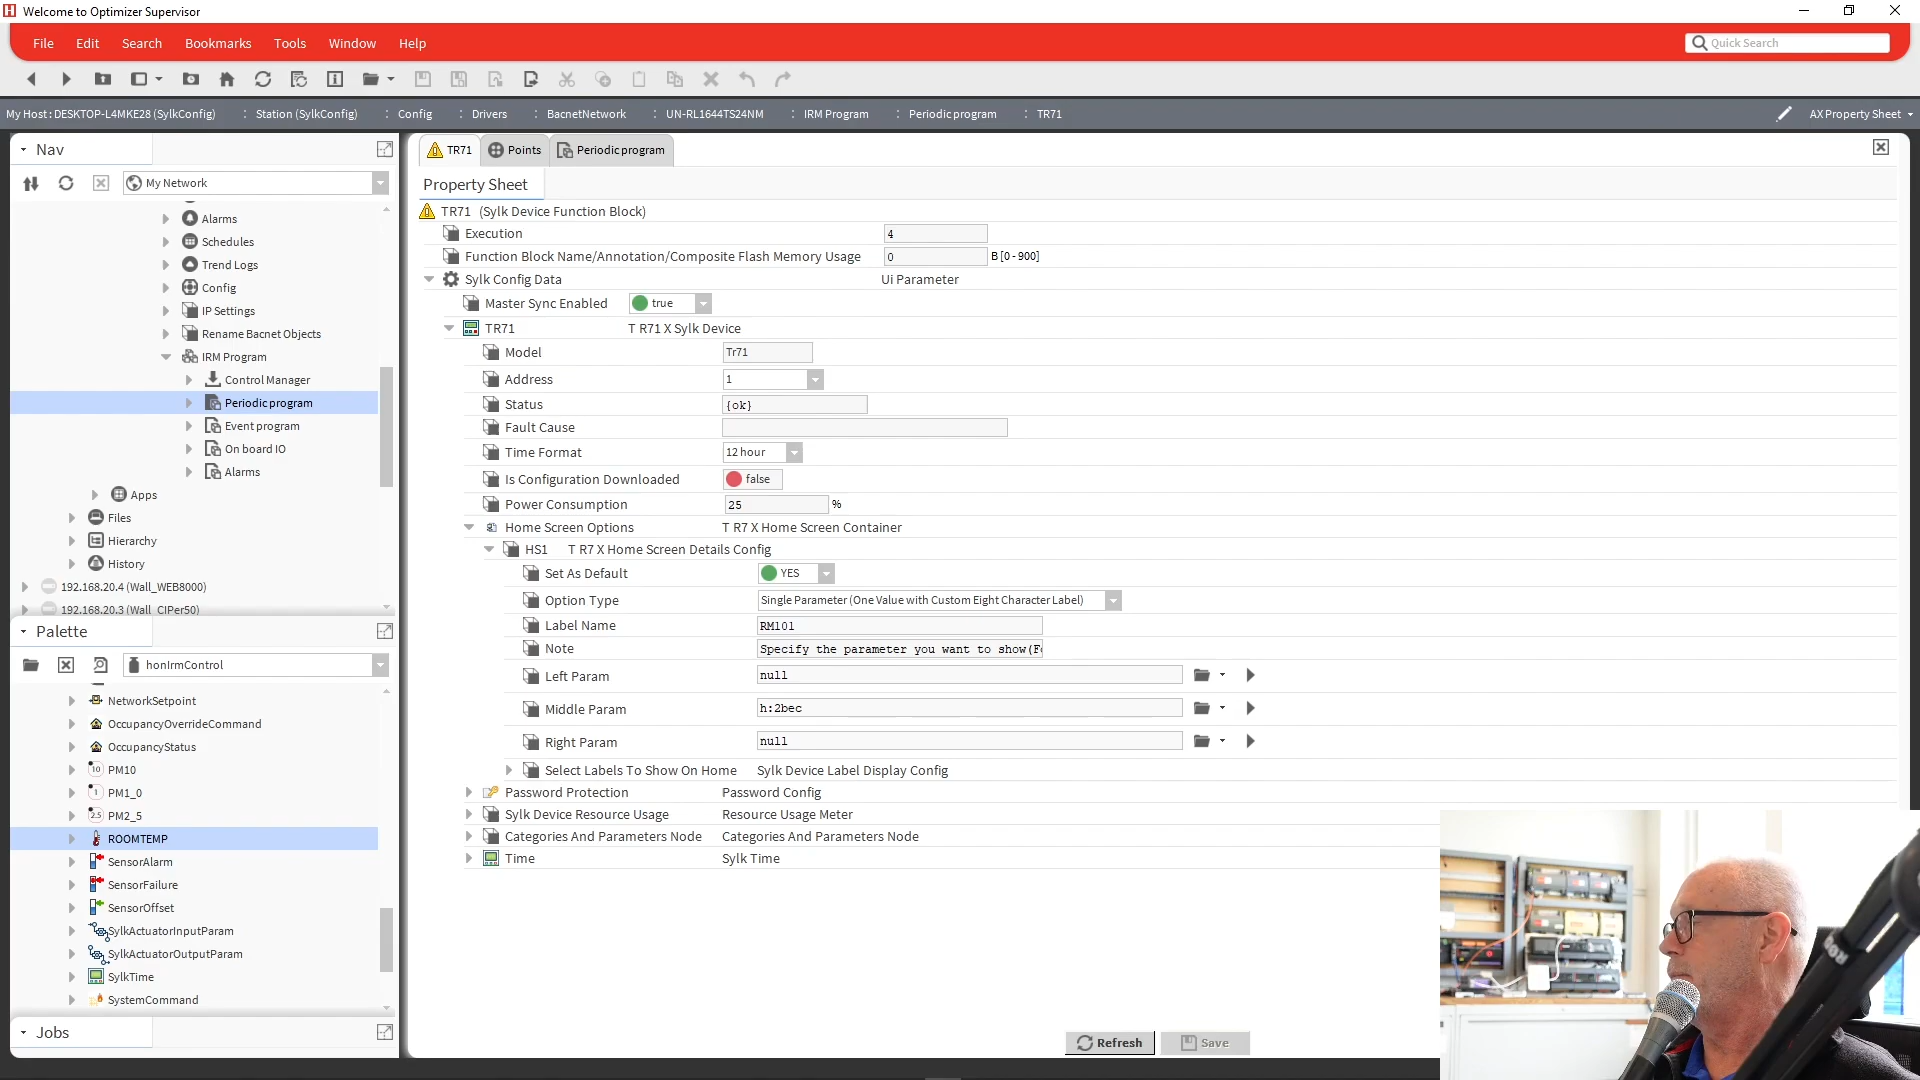 Welcome to Optimizer Supervisor
File Edit Search Bookmarks Tools Window Help
Quick Search
My Host : DESKTOP-L4MKE28 (SylkConfig) : Station (SylkConfig) : Config : Drivers : BacnetNetwork : UN-RL1644TS24NM : IRM Program : Periodic program : TR71
AX Property Sheet
Nav
My Network
Alarms
Schedules
Trend Logs
Config
IP Settings
Rename Bacnet Objects
IRM Program
Control Manager
Periodic program
Event program
On board IO
Alarms
Apps
Files
Hierarchy
History
192.168.20.4 (Wall_WEB8000)
192.168.20.3 (Wall_CIPer50)
Palette
honIrmControl
NetworkSetpoint
OccupancyOverrideCommand
OccupancyStatus
10 PM10
1 PM1_0
2.5 PM2_5
ROOMTEMP
SensorAlarm
SensorFailure
SensorOffset
SylkActuatorInputParam
SylkActuatorOutputParam
SylkTime
SystemCommand
Jobs
TR71 Points Periodic program
Property Sheet
TR71 (Sylk Device Function Block)
Execution 4
Function Block Name/Annotation/Composite Flash Memory Usage 0 B [0 - 900]
Sylk Config Data Ui Parameter
Master Sync Enabled true
TR71 T R71 X Sylk Device
Model Tr71
Address 1
Status {ok}
Fault Cause
Time Format 12 hour
Is Configuration Downloaded false
Power Consumption 25 %
Home Screen Options T R7 X Home Screen Container
HS1 T R7 X Home Screen Details Config
Set As Default YES
Option Type Single Parameter (One Value with Custom Eight Character Label)
Label Name RM101
Note Specify the parameter you want to show(F
Left Param null
Middle Param h:2bec
Right Param null
Select Labels To Show On Home Sylk Device Label Display Config
Password Protection Password Config
Sylk Device Resource Usage Resource Usage Meter
Categories And Parameters Node Categories And Parameters Node
Time Sylk Time
Refresh Save